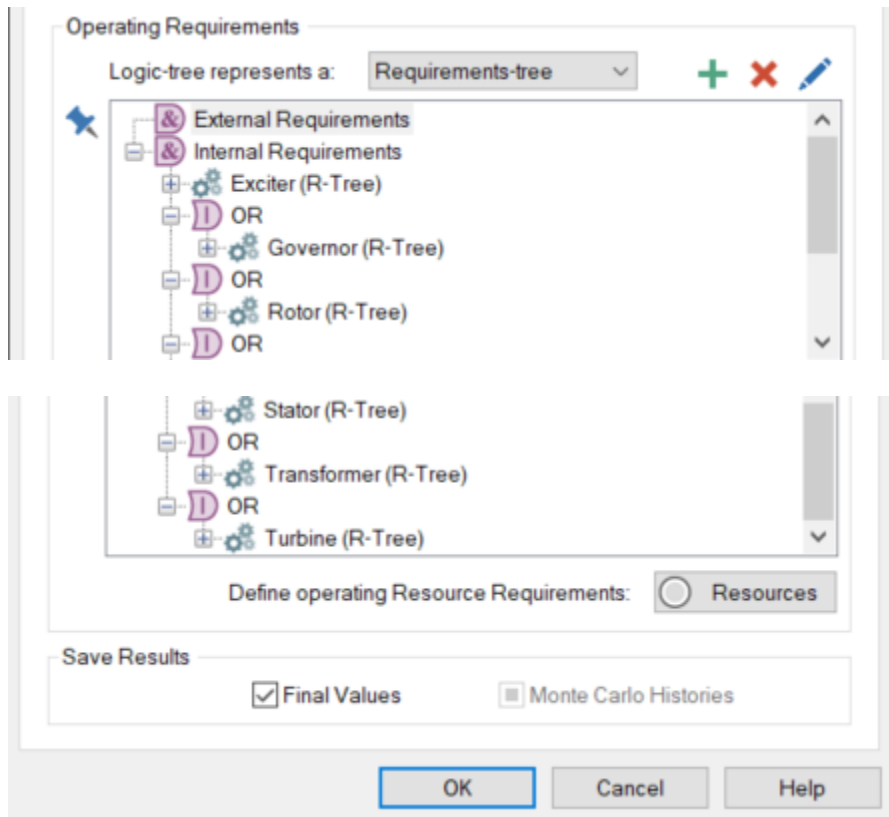 Operating Requirements
Logic-tree represents a: Requirements-tree
& External Requirements
& Internal Requirements
Exciter (R-Tree)
OR
Governor (R-Tree)
OR
Rotor (R-Tree)
OR
Stator (R-Tree)
OR
Transformer (R-Tree)
OR
Turbine (R-Tree)
Define operating Resource Requirements: Resources
Save Results
Final Values Monte Carlo Histories
OK Cancel Help